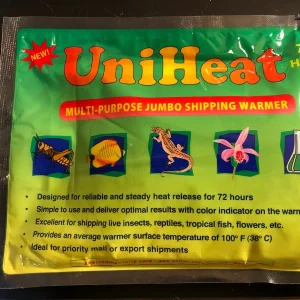 NEW!
UniHeat
MULTI-PURPOSE JUMBO SHIPPING WARMER
• Designed for reliable and steady heat release for 72 hours
• Simple to use and deliver optimal results with color indicator on the warm
• Excellent for shipping live insects, reptiles, tropical fish, flowers, etc.
• Provides an average warmer surface temperature of 100° F (38° C)
• Ideal for priority mail or export shipments